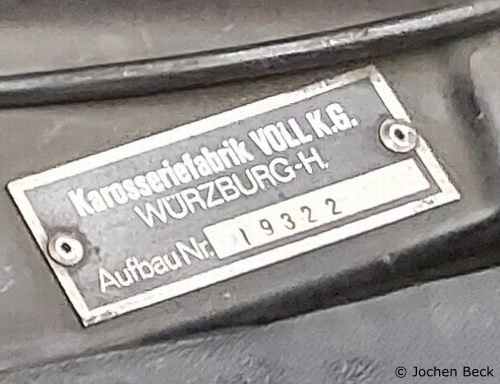 Karosseriefabrik VOLL K.G.
WÜRZBURG-H.
Aufbau Nr. 19322
© Jochen Beck